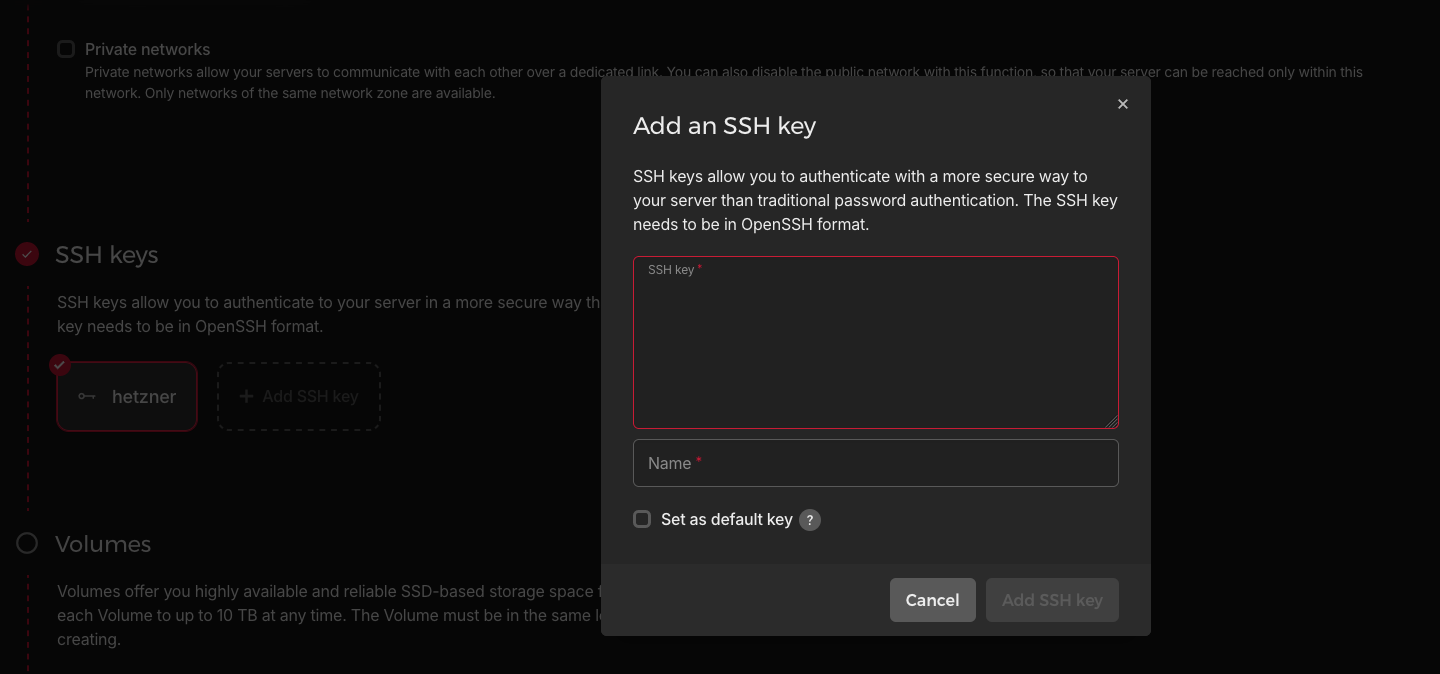 Private networks
Private networks allow your servers to communicate with each other over a dedicated link. You can also disable the public network with this function, so that your server can be reached only within this
network. Only networks of the same network zone are available.
SSH keys
SSH keys allow you to authenticate to your server in a more secure way th
key needs to be in OpenSSH format.
hetzner
Add SSH key
Volumes
Volumes offer you highly available and reliable SSD-based storage space f
each Volume to up to 10 TB at any time. The Volume must be in the same lo
creating.
Add an SSH key
SSH keys allow you to authenticate with a more secure way to
your server than traditional password authentication. The SSH key
needs to be in OpenSSH format.
SSH key *
Name *
Set as default key ?
Cancel
Add SSH key